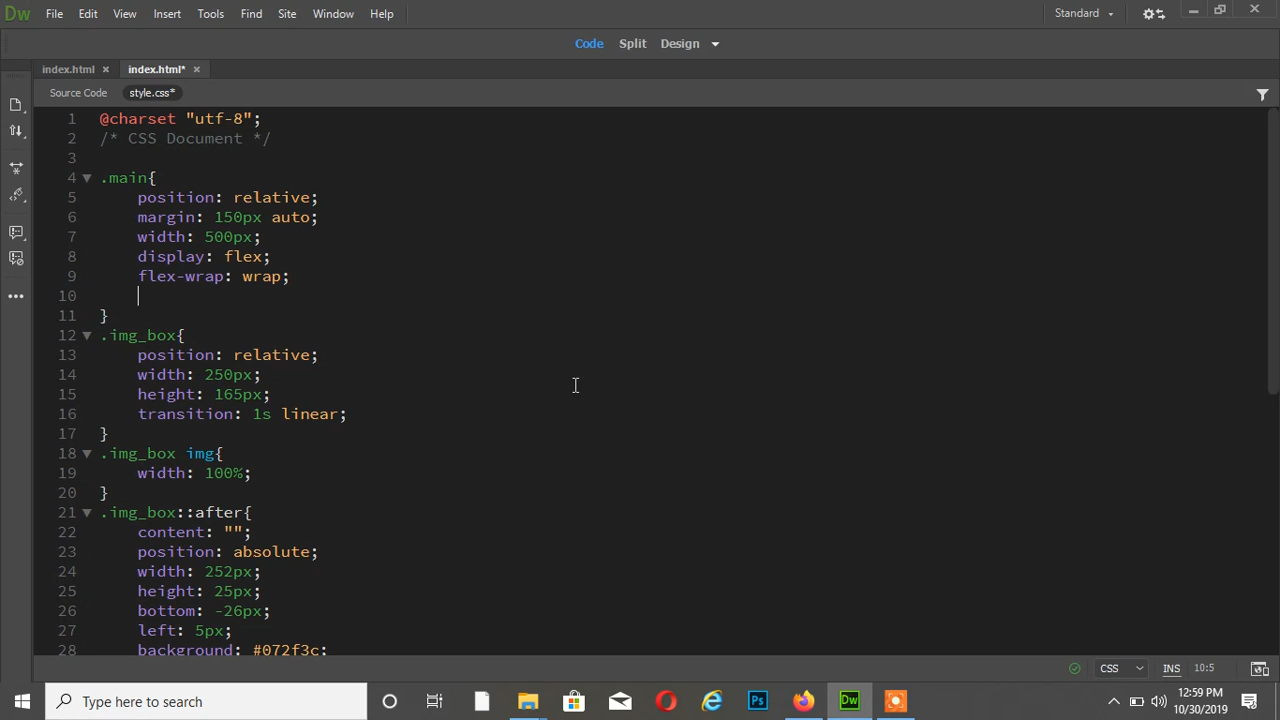 Dw File Edit View Insert Tools Find Site Window Help Standard
Code Split Design
index.html index.html*
Source Code style.css*
1 @charset "utf-8";
2 /* CSS Document */
3
4 .main{
5 position: relative;
6 margin: 150px auto;
7 width: 500px;
8 display: flex;
9 flex-wrap: wrap;
10
11 }
12 .img_box{
13 position: relative;
14 width: 250px;
15 height: 165px;
16 transition: 1s linear;
17 }
18 .img_box img{
19 width: 100%;
20 }
21 .img_box::after{
22 content: "";
23 position: absolute;
24 width: 252px;
25 height: 25px;
26 bottom: -26px;
27 left: 5px;
28 background: #072f3c;
CSS INS 10:5
Type here to search Ps Dw 12:59 PM
10/30/2019